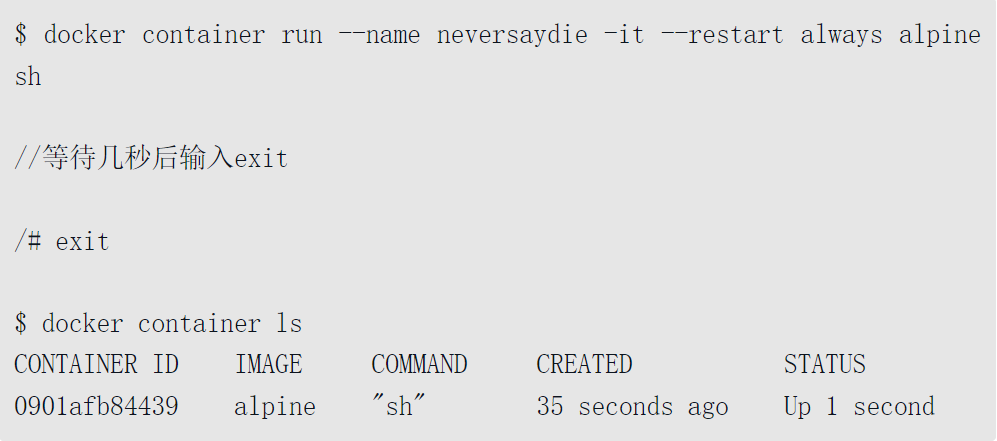 $ docker container run --name neversaydie -it --restart always alpine
sh
//等待几秒后输入exit
/# exit
$ docker container ls
CONTAINER ID IMAGE COMMAND CREATED STATUS
0901afb84439 alpine "sh" 35 seconds ago Up 1 second